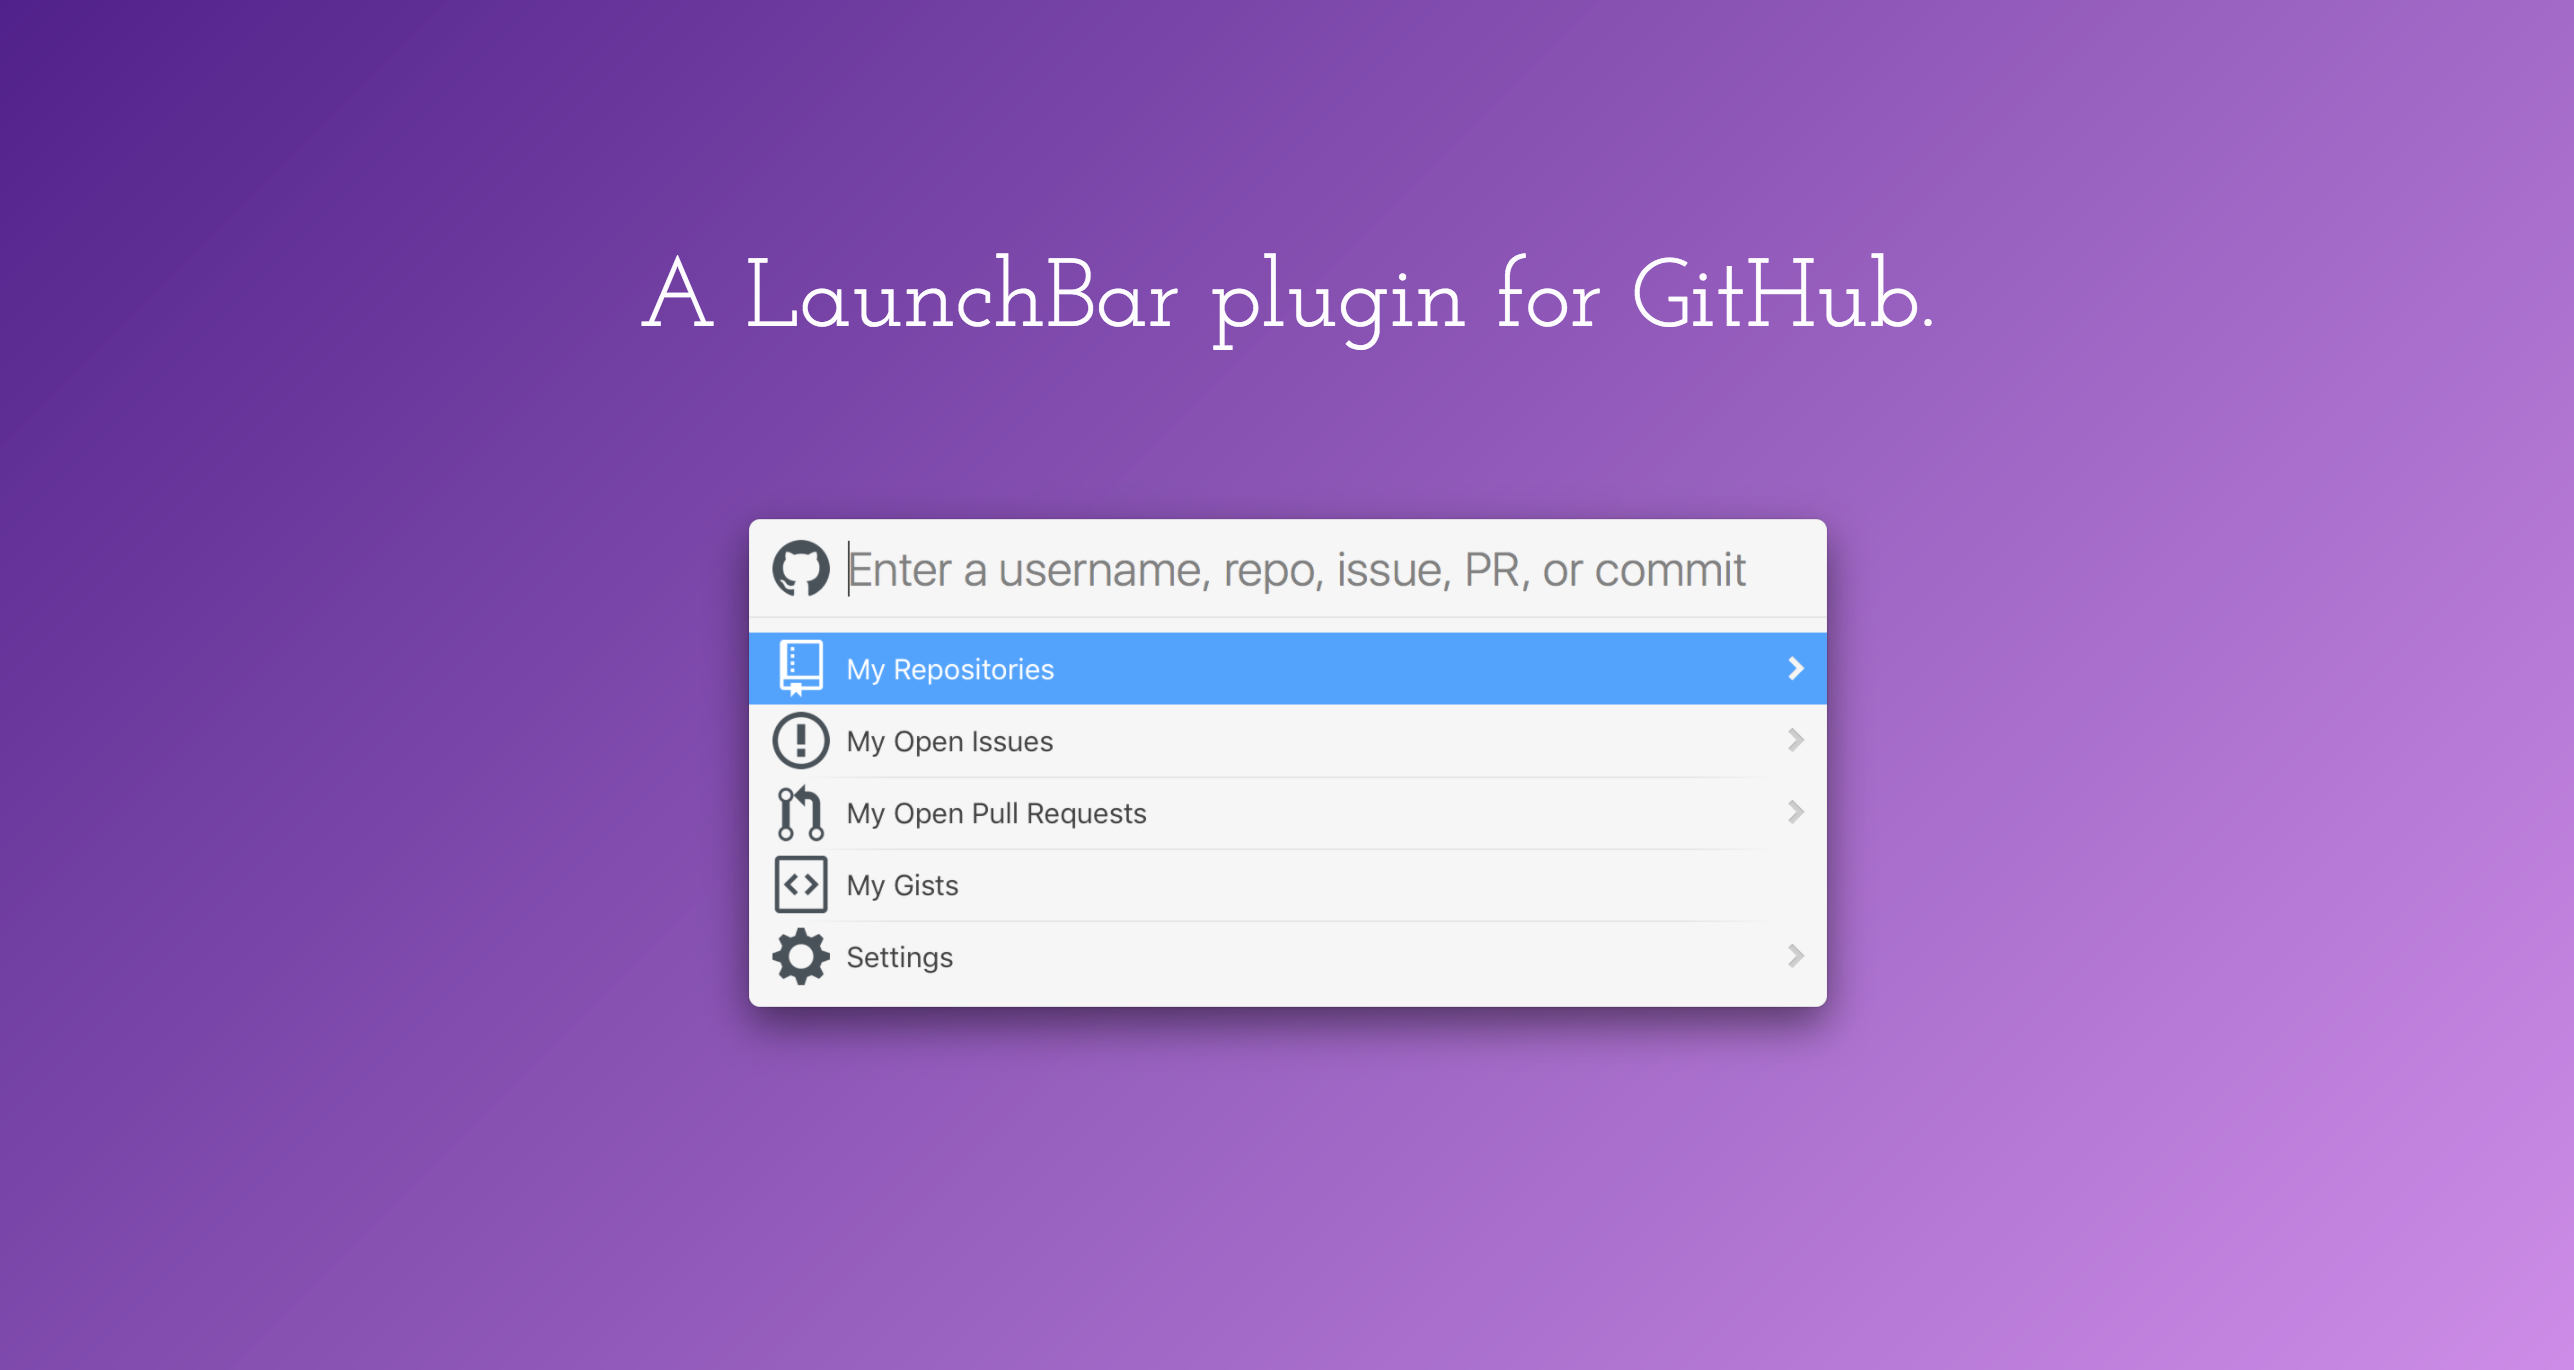 A LaunchBar plugin for GitHub.
Enter a username, repo, issue, PR, or commit
My Repositories
My Open Issues
My Open Pull Requests
My Gists
Settings